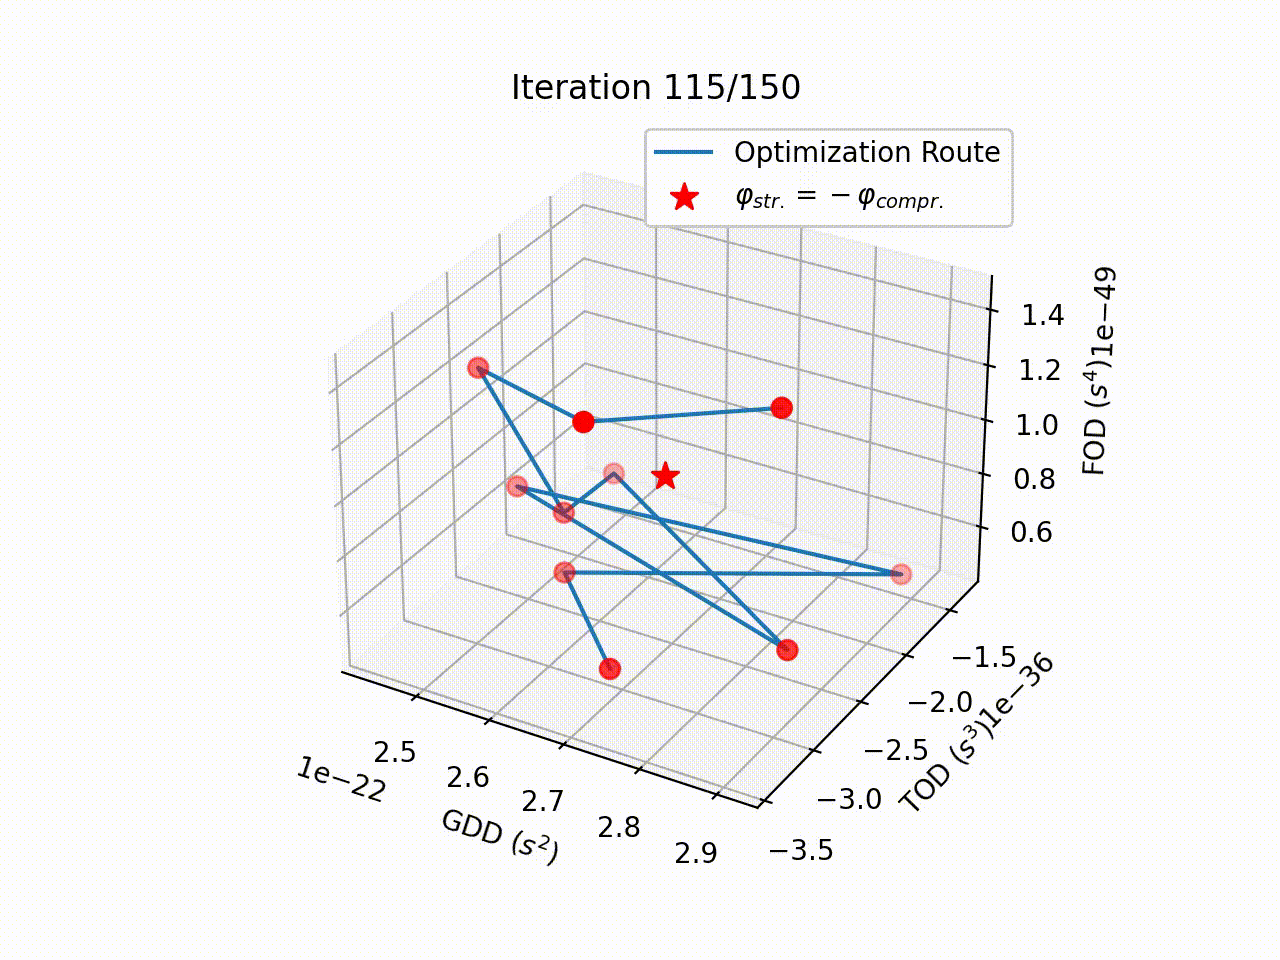 Iteration 115/150
Optimization Route
φstr. = −φcompr.
1.4
1.2
1.0
0.8
0.6
FOD (s⁴)1e−49
−1.5
−2.0
−2.5
−3.0
−3.5
TOD (s³)1e−36
2.5
2.6
2.7
2.8
2.9
1e−22
GDD (s²)